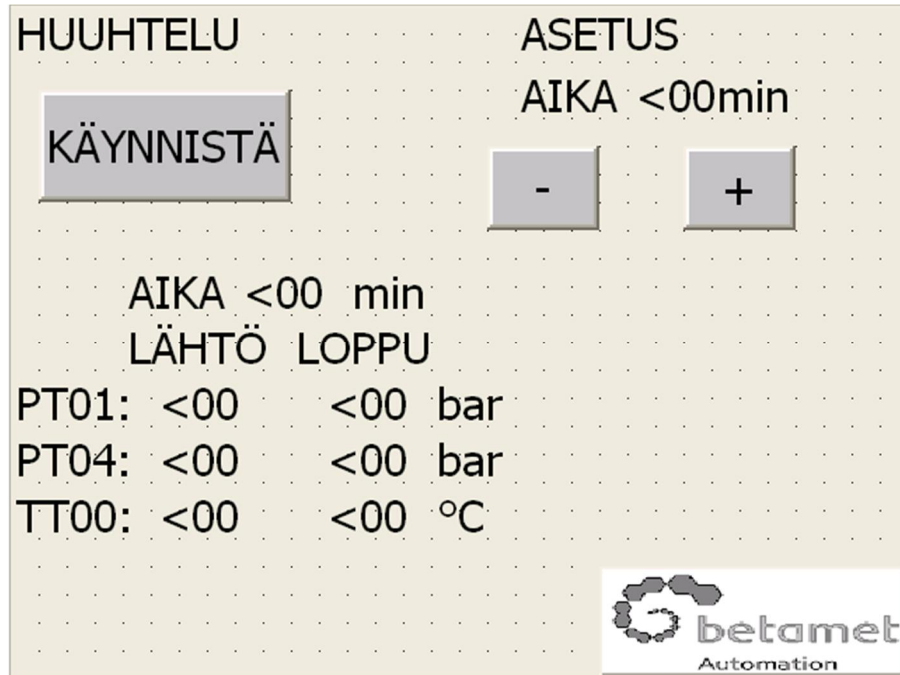 HUUHTELU
ASETUS
AIKA <00min
KÄYNNISTÄ
-
+
AIKA <00 min
LÄHTÖ LOPPU
PT01: <00 <00 bar
PT04: <00 <00 bar
TT00: <00 <00 °C
betamet
Automation